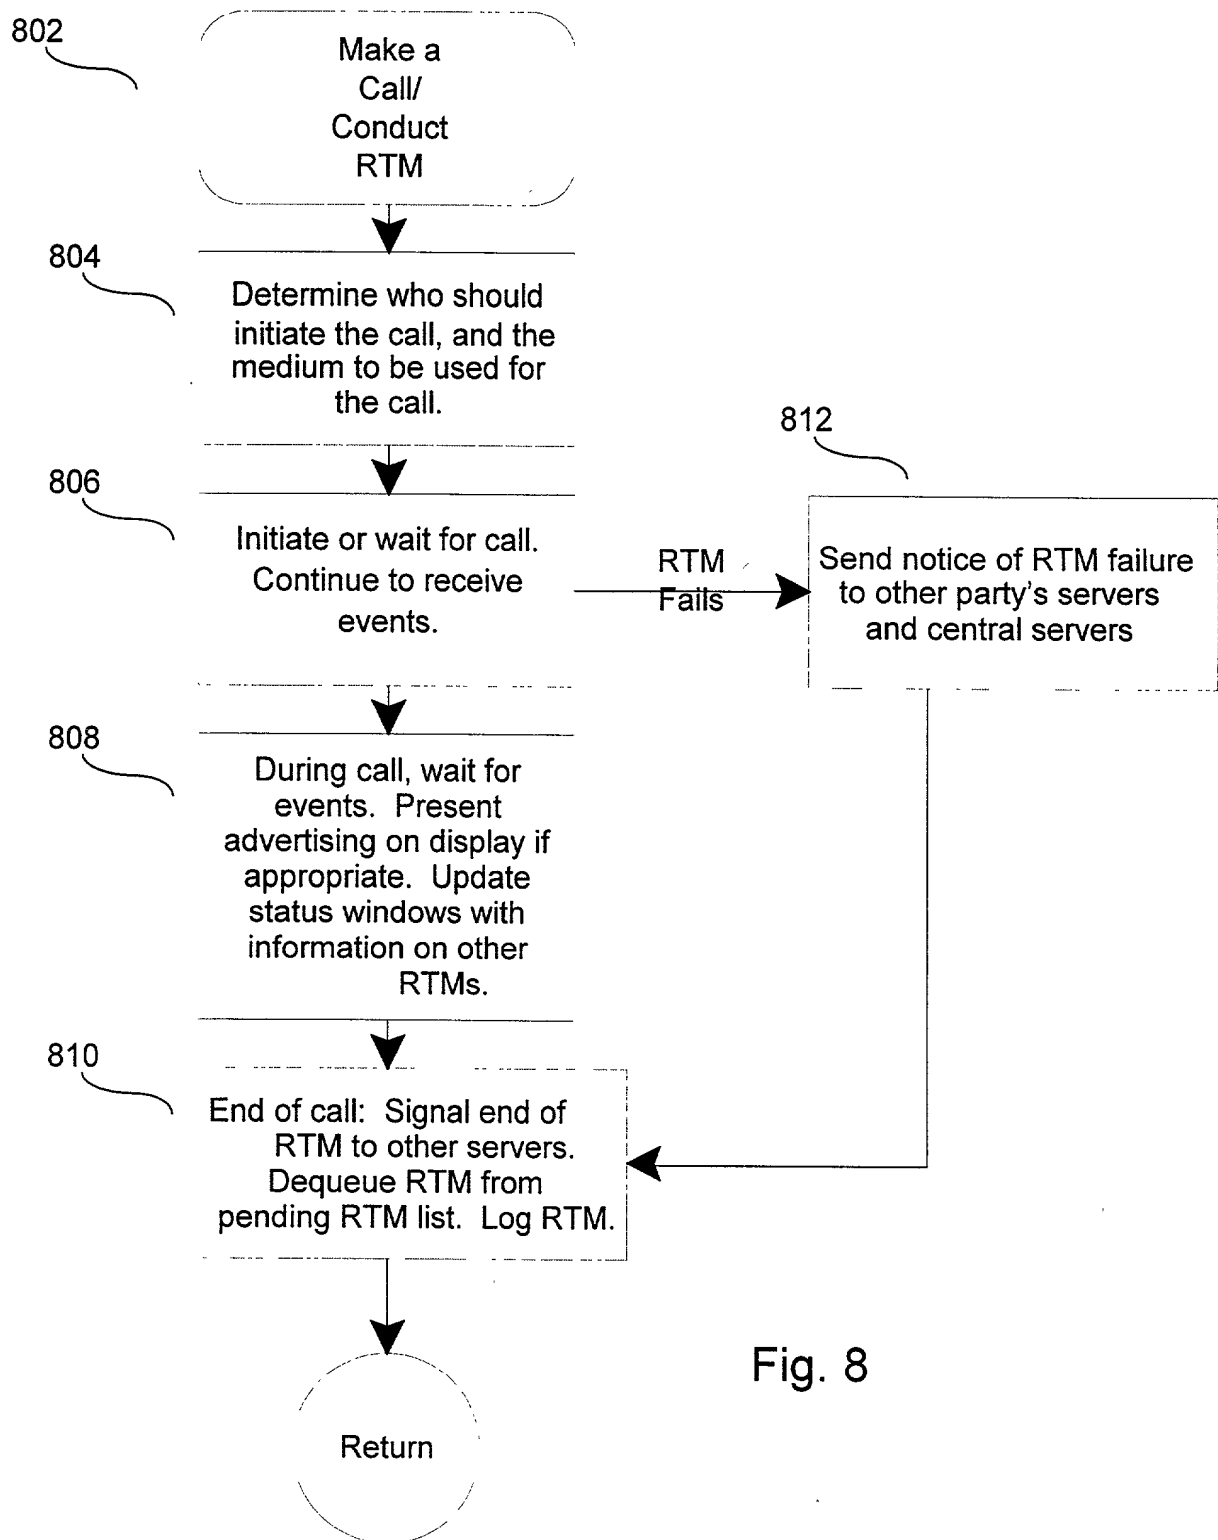 802
Make a
Call/
Conduct
RTM
804
Determine who should
initiate the call, and the
medium to be used for
the call.
806
Initiate or wait for call.
Continue to receive
events.
RTM
Fails
812
Send notice of RTM failure
to other party's servers
and central servers
808
During call, wait for
events. Present
advertising on display if
appropriate. Update
status windows with
information on other
RTMs.
810
End of call: Signal end of
RTM to other servers.
Dequeue RTM from
pending RTM list. Log RTM.
Return
Fig. 8